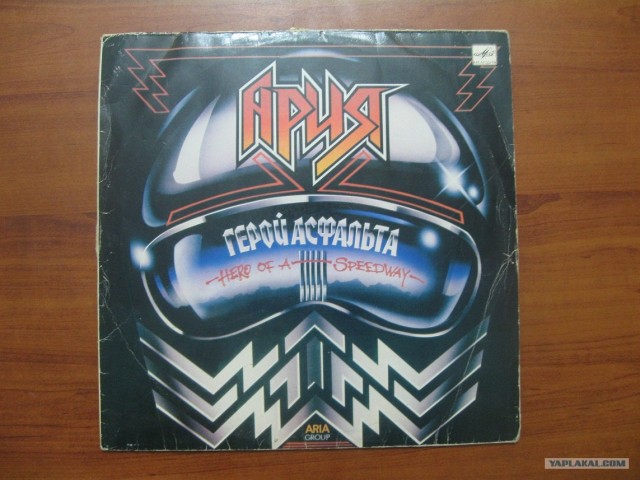 АРИЯ
ГЕРОЙ АСФАЛЬТА
HERO OF A SPEEDWAY
ARIA
GROUP
YAPLAKAL.COM